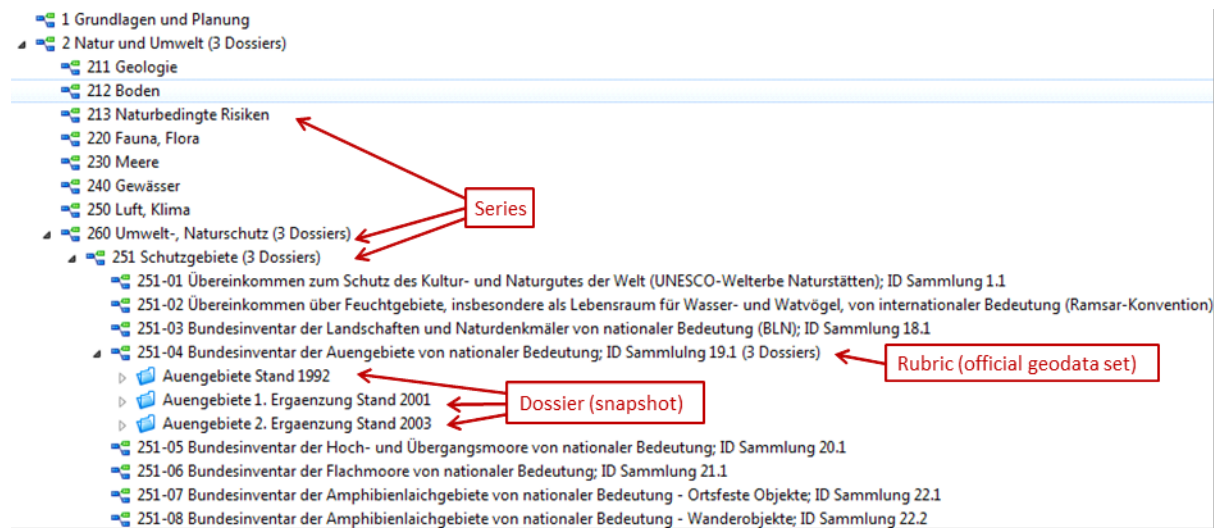 1 Grundlagen und Planung
2 Natur und Umwelt (3 Dossiers)
211 Geologie
212 Boden
213 Naturbedingte Risiken
220 Fauna, Flora
230 Meere
240 Gewässer
250 Luft, Klima
Series
260 Umwelt-, Naturschutz (3 Dossiers)
251 Schutzgebiete (3 Dossiers)
251-01 Übereinkommen zum Schutz des Kultur- und Naturgutes der Welt (UNESCO-Welterbe Naturstätten); ID Sammlung 1.1
251-02 Übereinkommen über Feuchtgebiete, insbesondere als Lebensraum für Wasser- und Watvögel, von internationaler Bedeutung (Ramsar-Konvention)
251-03 Bundesinventar der Landschaften und Naturdenkmäler von nationaler Bedeutung (BLN); ID Sammlung 18.1
251-04 Bundesinventar der Auengebiete von nationaler Bedeutung; ID Sammlulng 19.1 (3 Dossiers)
Rubric (official geodata set)
Auengebiete Stand 1992
Auengebiete 1. Ergaenzung Stand 2001
Dossier (snapshot)
Auengebiete 2. Ergaenzung Stand 2003
251-05 Bundesinventar der Hoch- und Übergangsmoore von nationaler Bedeutung; ID Sammlung 20.1
251-06 Bundesinventar der Flachmoore von nationaler Bedeutung; ID Sammlung 21.1
251-07 Bundesinventar der Amphibienlaichgebiete von nationaler Bedeutung - Ortsfeste Objekte; ID Sammlung 22.1
251-08 Bundesinventar der Amphibienlaichgebiete von nationaler Bedeutung - Wanderobjekte; ID Sammlung 22.2